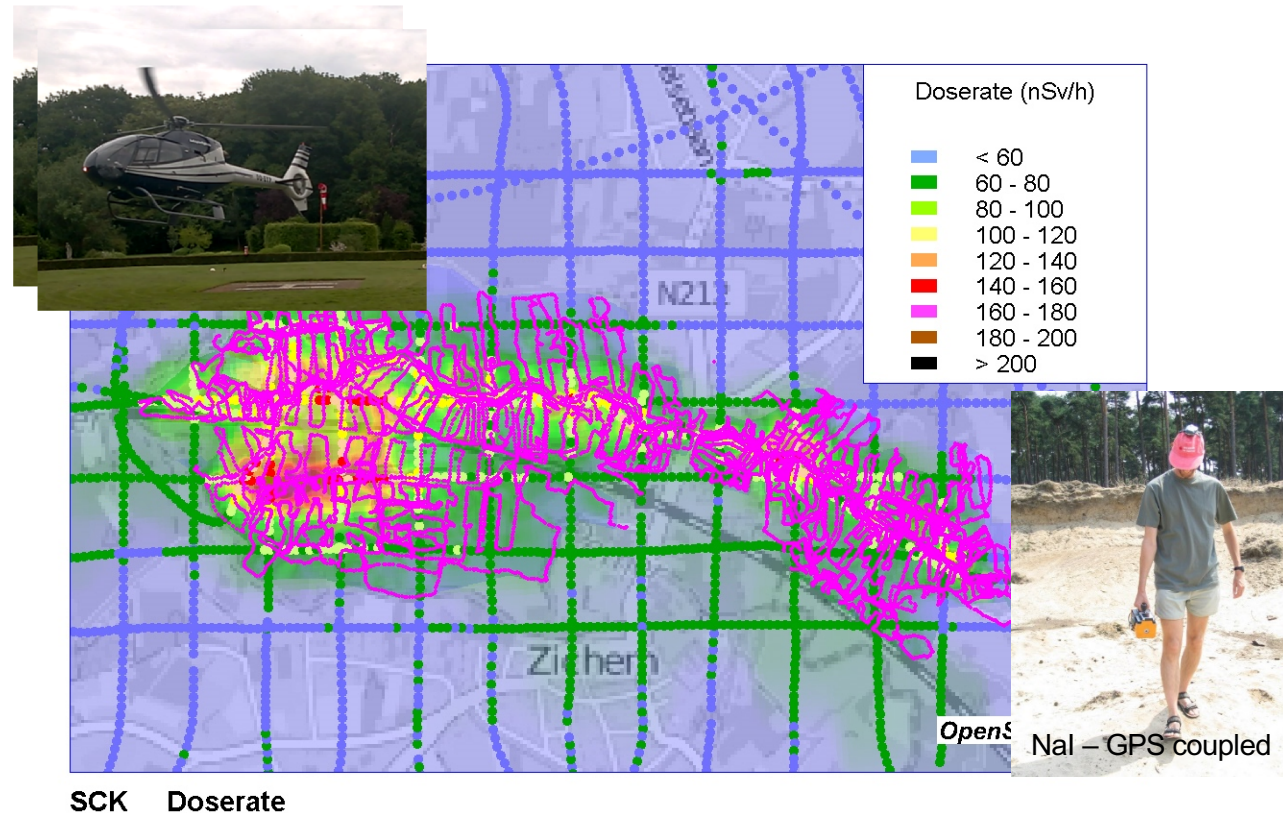 Doserate (nSv/h)
< 60
60 - 80
80 - 100
100 - 120
120 - 140
140 - 160
160 - 180
180 - 200
> 200
N212
Zichem
OpenS
NaI – GPS coupled
SCK Doserate